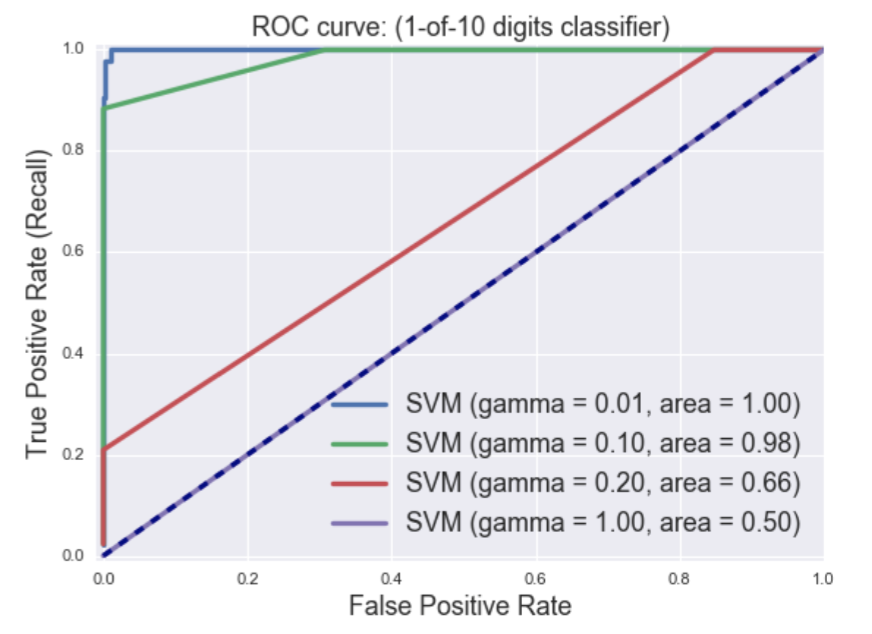 ROC curve: (1-of-10 digits classifier)
1.0
0.8
0.6
0.4
0.2
0.0
True Positive Rate (Recall)
SVM (gamma = 0.01, area = 1.00)
SVM (gamma = 0.10, area = 0.98)
SVM (gamma = 0.20, area = 0.66)
SVM (gamma = 1.00, area = 0.50)
0.0 0.2 0.4 0.6 0.8 1.0
False Positive Rate